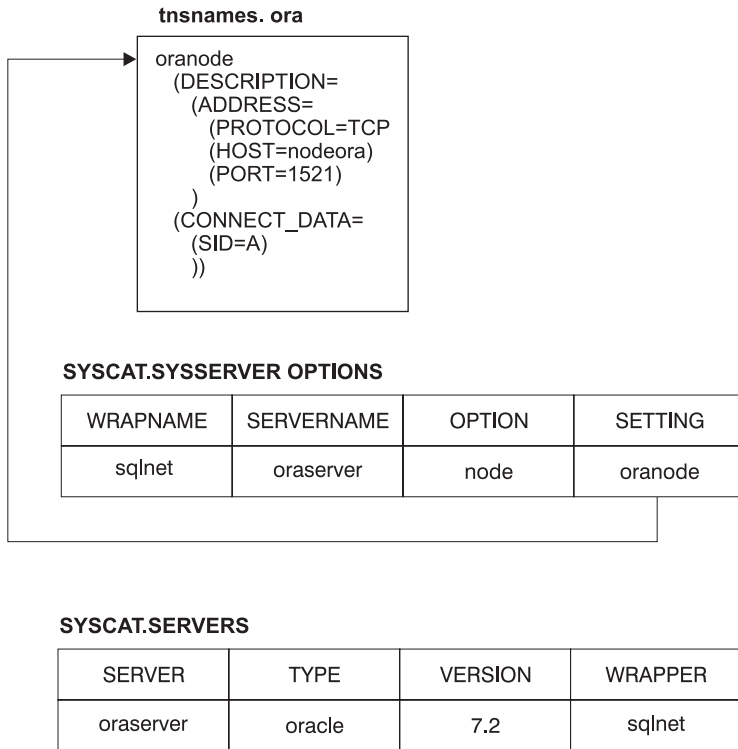 tnsnames. ora
oranode
(DESCRIPTION=
(ADDRESS=
(PROTOCOL=TCP
(HOST=nodeora)
(PORT=1521)
)
(CONNECT_DATA=
(SID=A)
))
SYSCAT.SYSSERVER OPTIONS
WRAPNAME SERVERNAME OPTION SETTING
sqlnet oraserver node oranode
SYSCAT.SERVERS
SERVER TYPE VERSION WRAPPER
oraserver oracle 7.2 sqlnet